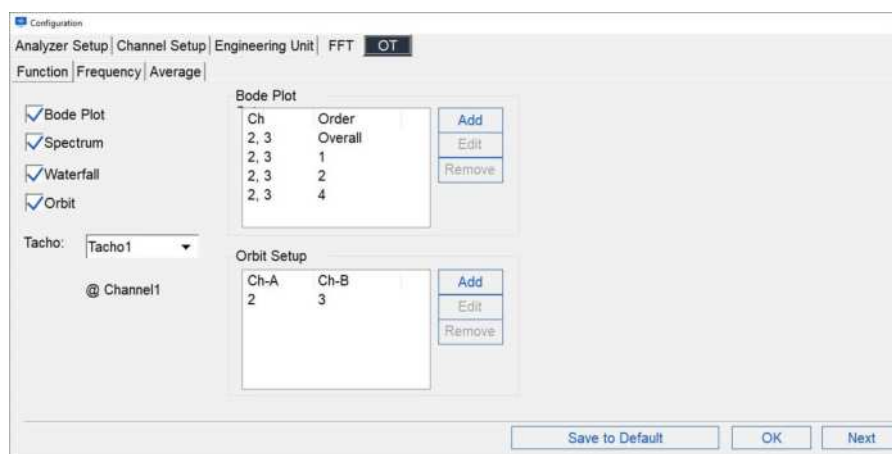 Configuration
Analyzer Setup Channel Setup Engineering Unit FFT OT
Function Frequency Average
Bode Plot
Spectrum
Waterfall
Orbit
Tacho: Tacho1
@ Channel1
Bode Plot
Ch Order
2, 3 Overall
2, 3 1
2, 3 2
2, 3 4
Add
Edit
Remove
Orbit Setup
Ch-A Ch-B
2 3
Add
Edit
Remove
Save to Default OK Next